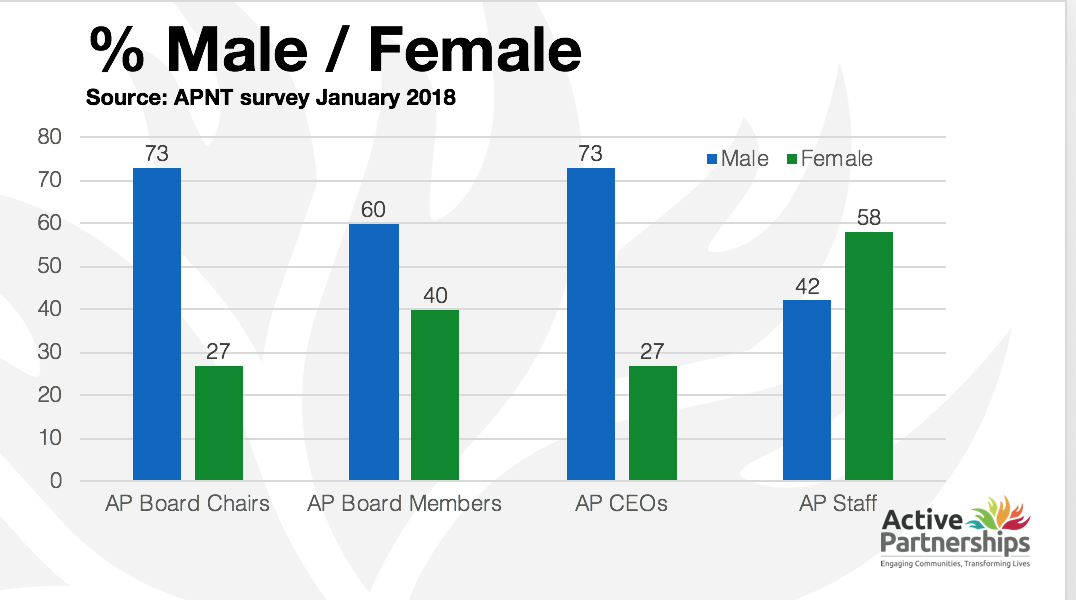 % Male / Female
Source: APNT survey January 2018
80
70
60
50
40
30
20
10
0
73
27
60
40
73
27
42
58
Male Female
AP Board Chairs AP Board Members AP CEOs AP Staff
Active
Partnerships
Engaging Communities, Transforming Lives